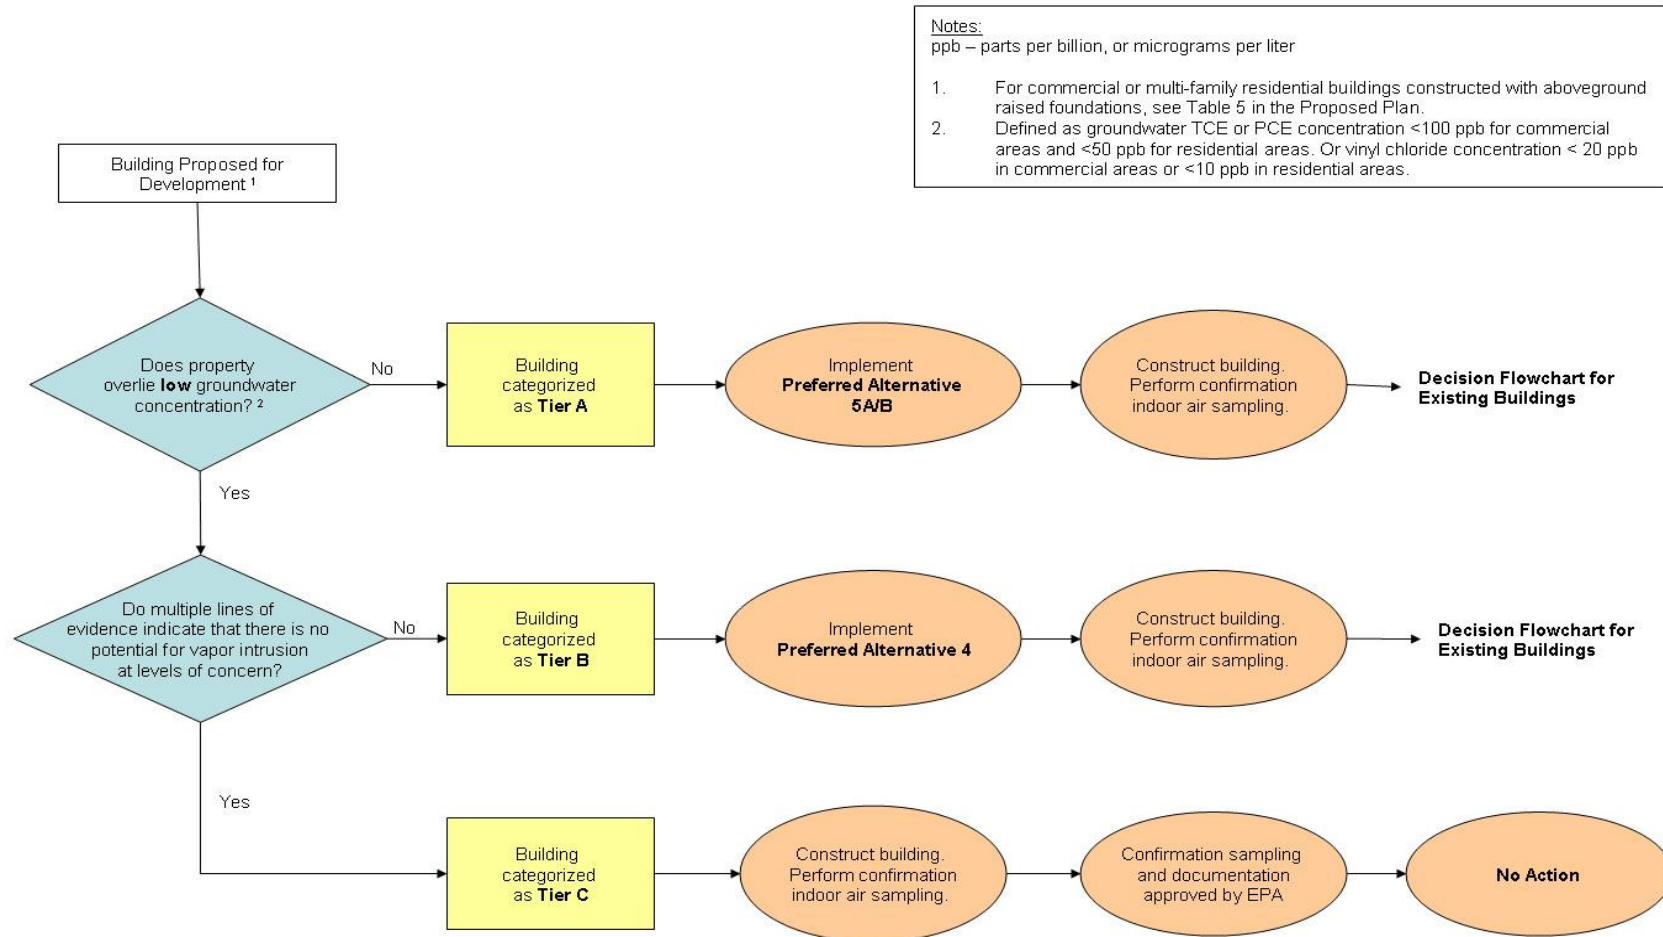 Notes:
ppb – parts per billion, or micrograms per liter
1. For commercial or multi-family residential buildings constructed with aboveground
raised foundations, see Table 5 in the Proposed Plan.
2. Defined as groundwater TCE or PCE concentration <100 ppb for commercial
areas and <50 ppb for residential areas. Or vinyl chloride concentration < 20 ppb
in commercial areas or <10 ppb in residential areas.
Building Proposed for
Development ¹
Does property
overlie low groundwater
concentration? ²
No
Building
categorized
as Tier A
Implement
Preferred Alternative
5A/B
Construct building.
Perform confirmation
indoor air sampling.
Decision Flowchart for
Existing Buildings
Yes
Do multiple lines of
evidence indicate that there is no
potential for vapor intrusion
at levels of concern?
No
Building
categorized
as Tier B
Implement
Preferred Alternative 4
Construct building.
Perform confirmation
indoor air sampling.
Decision Flowchart for
Existing Buildings
Yes
Building
categorized
as Tier C
Construct building.
Perform confirmation
indoor air sampling.
Confirmation sampling
and documentation
approved by EPA
No Action